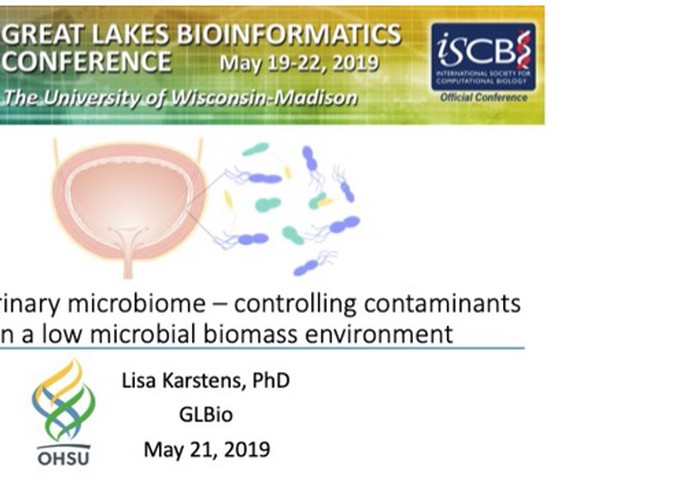 GREAT LAKES BIOINFORMATICS
CONFERENCE May 19-22, 2019
The University of Wisconsin-Madison
iSCB
INTERNATIONAL SOCIETY FOR
COMPUTATIONAL BIOLOGY
Official Conference
rinary microbiome – controlling contaminants
n a low microbial biomass environment
Lisa Karstens, PhD
GLBio
May 21, 2019
OHSU